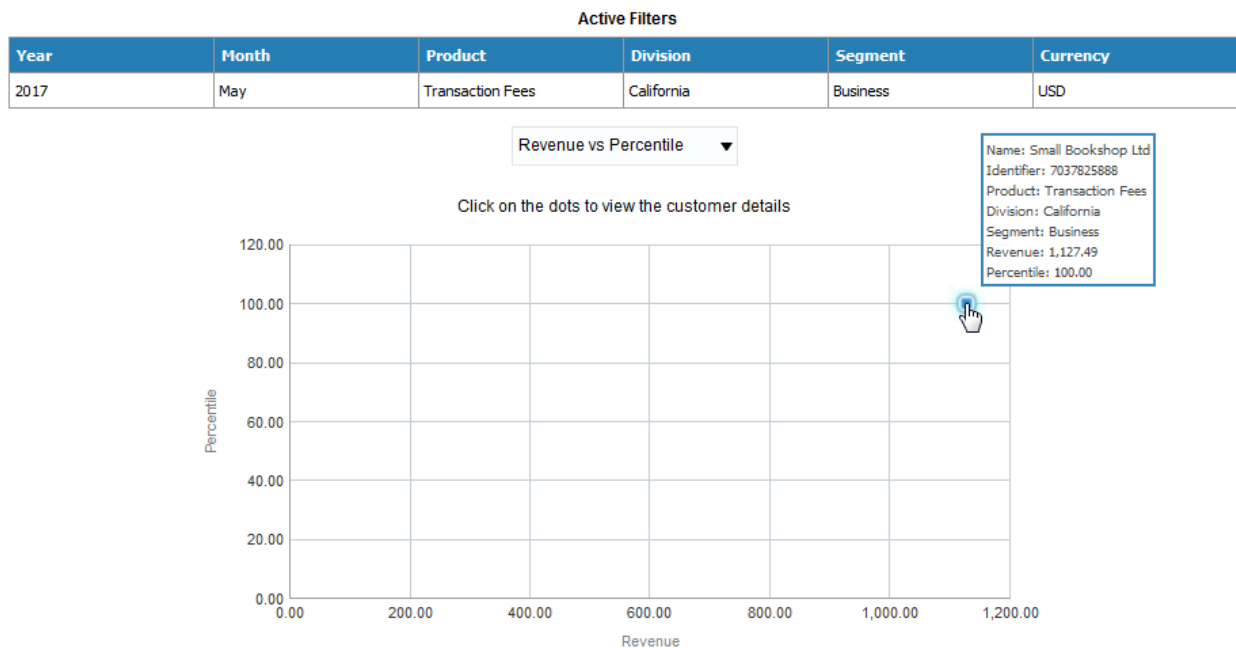 Active Filters
Year Month Product Division Segment Currency
2017 May Transaction Fees California Business USD
Revenue vs Percentile
Name: Small Bookshop Ltd
Identifier: 7037825888
Product: Transaction Fees
Division: California
Segment: Business
Revenue: 1,127.49
Percentile: 100.00
Click on the dots to view the customer details
120.00
100.00
80.00
60.00
40.00
20.00
0.00
Percentile
0.00 200.00 400.00 600.00 800.00 1,000.00 1,200.00
Revenue